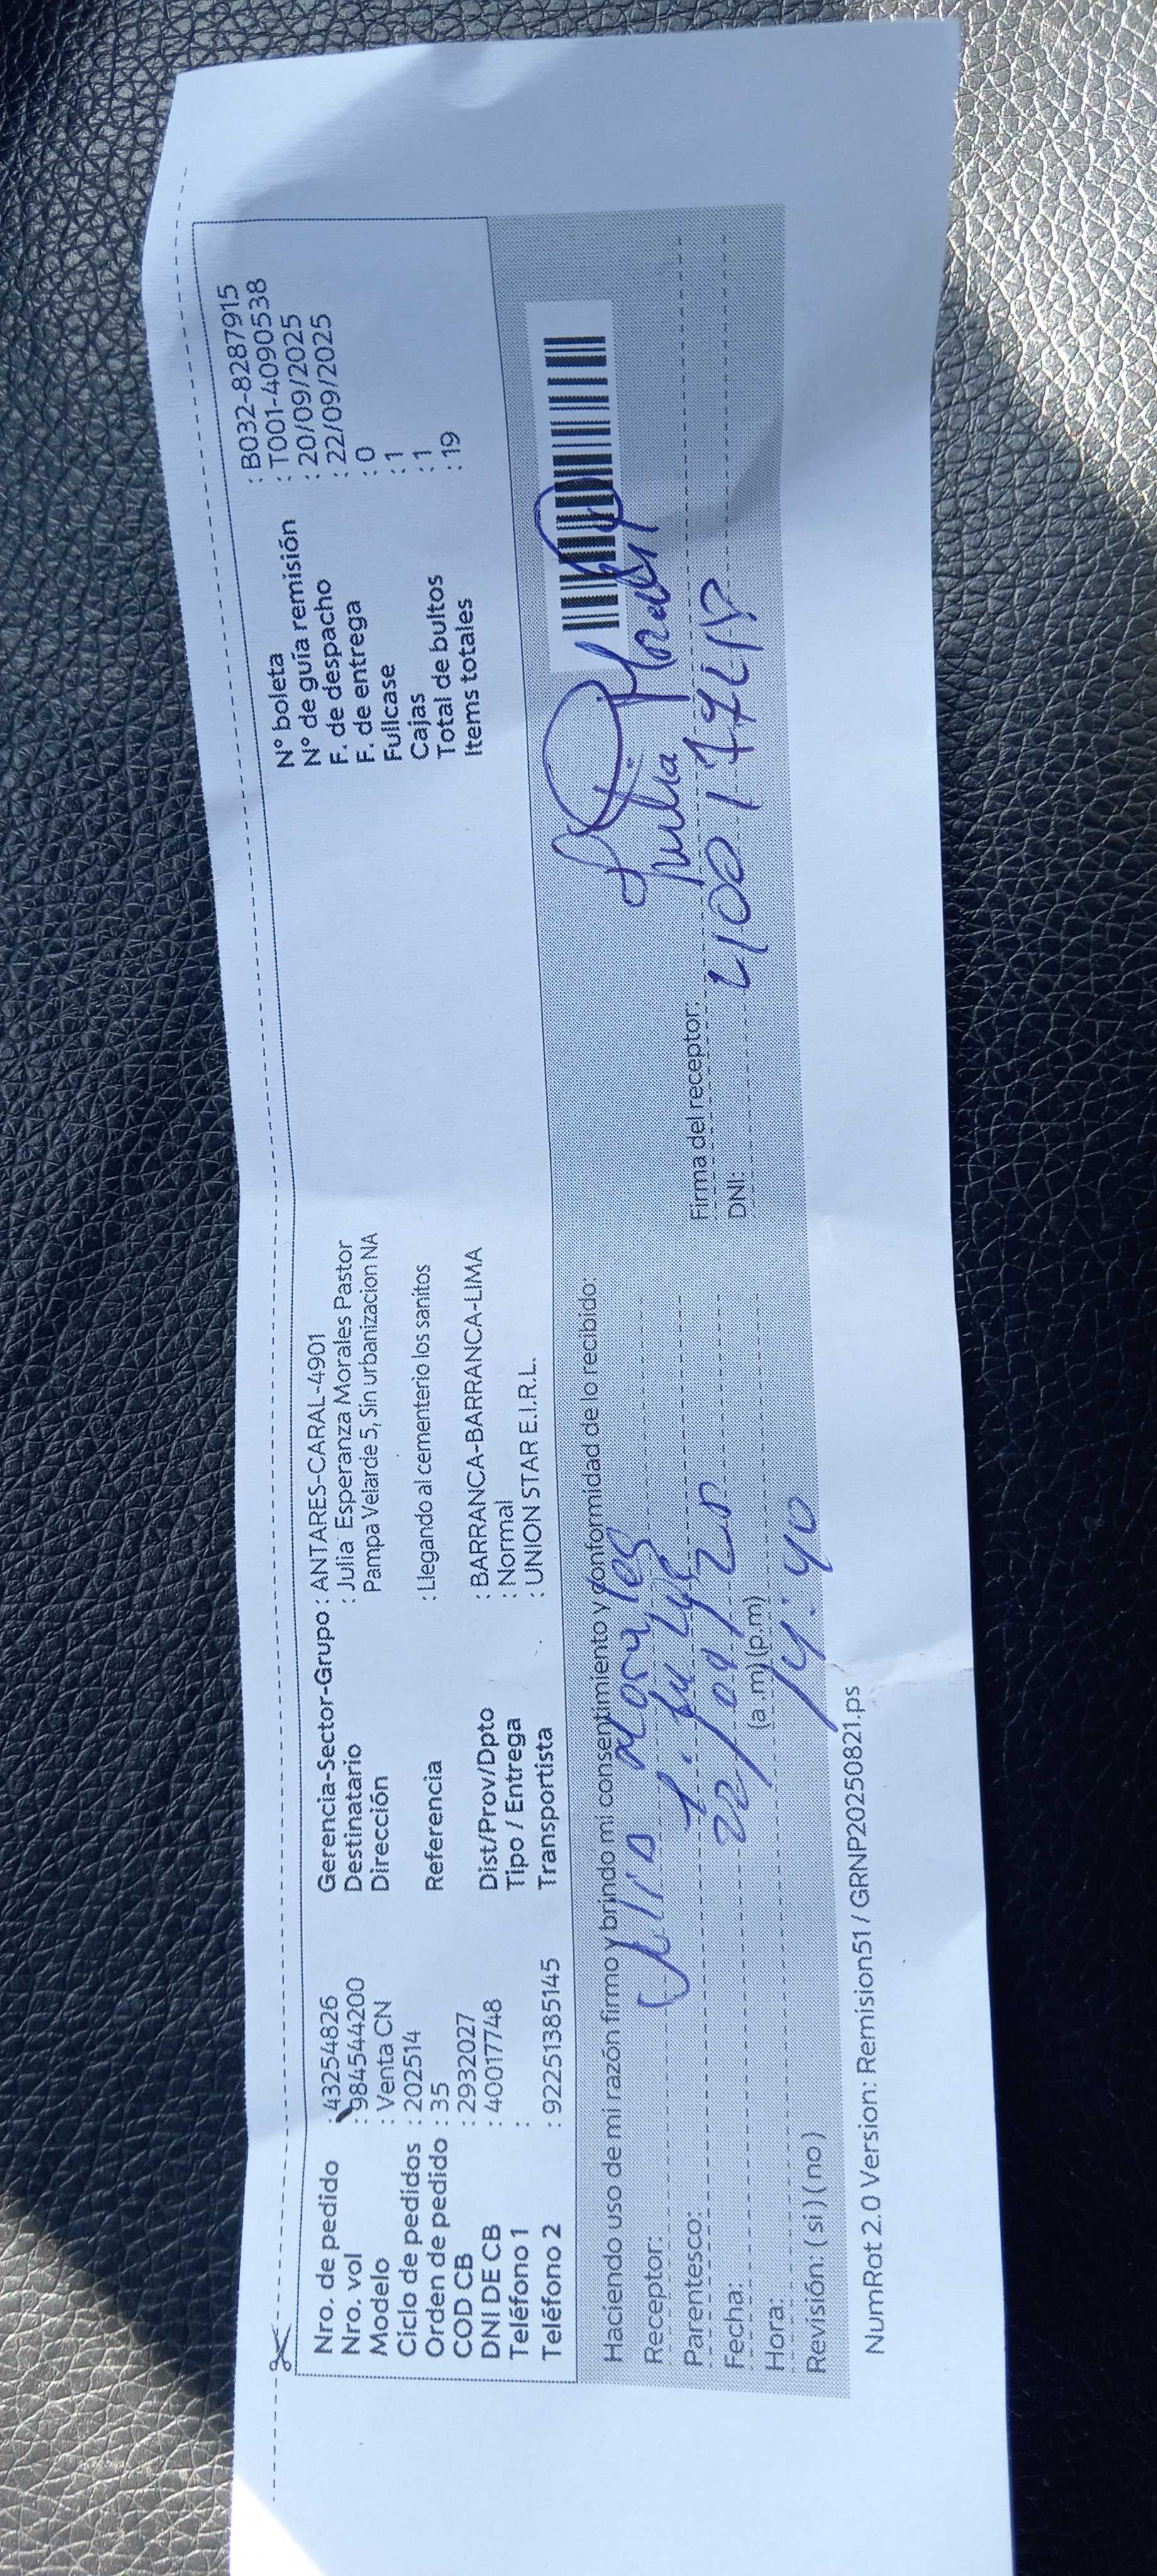 Nro. de pedido : 43254826
Nro. vol : 984544200
Modelo : Venta CN
Ciclo de pedidos : 202514
Orden de pedido : 35
COD CB : 2932027
DNI DE CB : 40017748
Teléfono 1 :
Teléfono 2 : 92251385145
Gerencia-Sector-Grupo : ANTARES-CARAL-4901
Destinatario : Julia Esperanza Morales Pastor
Dirección Pampa Velarde 5, Sin urbanizacion NA
Referencia : Llegando al cementerio los sanitos
Dist/Prov/Dpto : BARRANCA-BARRANCA-LIMA
Tipo / Entrega : Normal
Transportista : UNION STAR E.I.R.L.
N° boleta : B032-8287915
N° de guía remisión : T001-4090538
F. de despacho : 20/09/2025
F. de entrega : 22/09/2025
Fullcase : 0
Cajas : 1
Total de bultos : 1
Items totales : 19
Haciendo uso de mi razón firmo y brindo mi consentimiento y conformidad de lo recibido:
Receptor: Julia Morales
Parentesco:
Fecha: 22/09/25
Hora: (a.m) (p.m) 14:40
Revisión: ( si ) ( no )
Firma del receptor: Julia
DNI: 40017748
NumRot 2.0 Version: Remision51 / GRNP20250821.ps